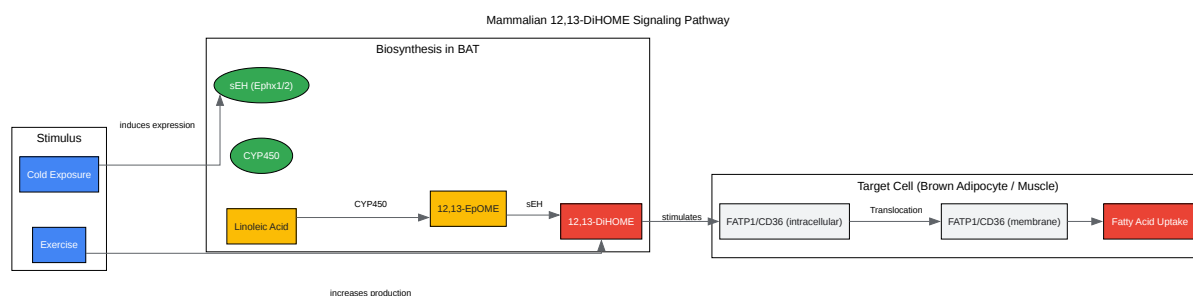 Mammalian 12,13-DiHOME Signaling Pathway
Stimulus
Cold Exposure
Exercise
induces expression
increases production
Biosynthesis in BAT
sEH (Ephx1/2)
CYP450
Linoleic Acid
CYP450
12,13-EpOME
sEH
12,13-DiHOME
stimulates
Target Cell (Brown Adipocyte / Muscle)
FATP1/CD36 (intracellular)
Translocation
FATP1/CD36 (membrane)
Fatty Acid Uptake